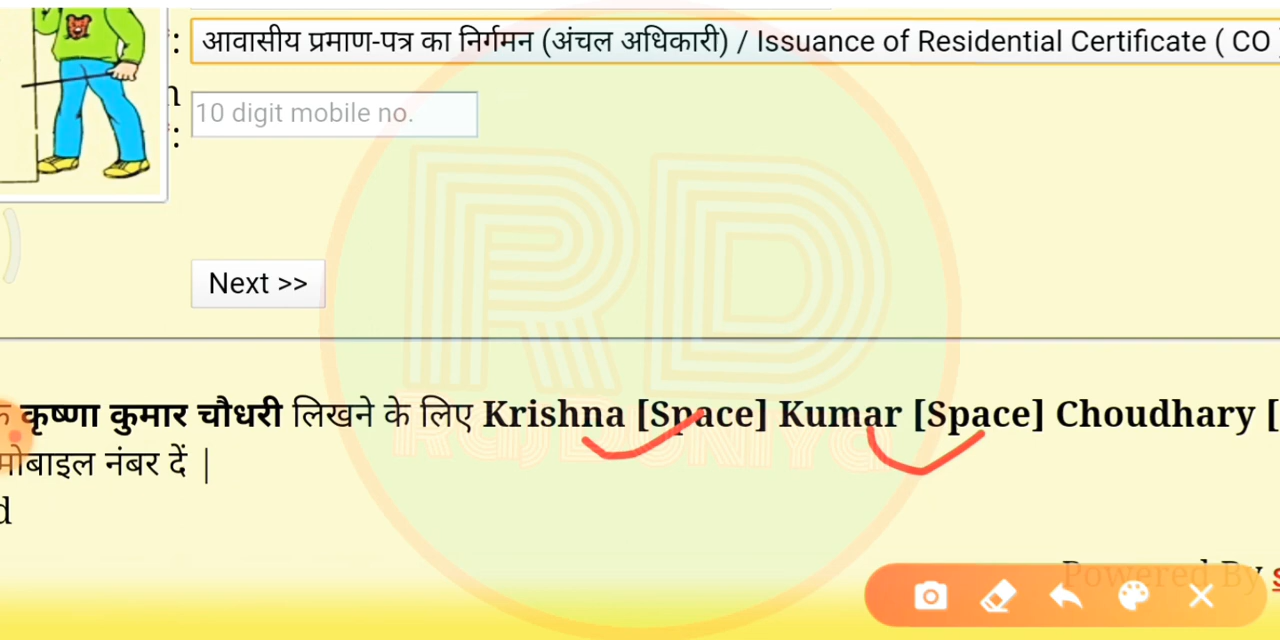 : आवासीय प्रमाण-पत्र का निर्गमन (अंचल अधिकारी) / Issuance of Residential Certificate ( CO
10 digit mobile no.
RD
Next >>
कृष्णा कुमार चौधरी लिखने के लिए Krishna [Space] Kumar [Space] Choudhary [
मोबाइल नंबर दें |
Powered By